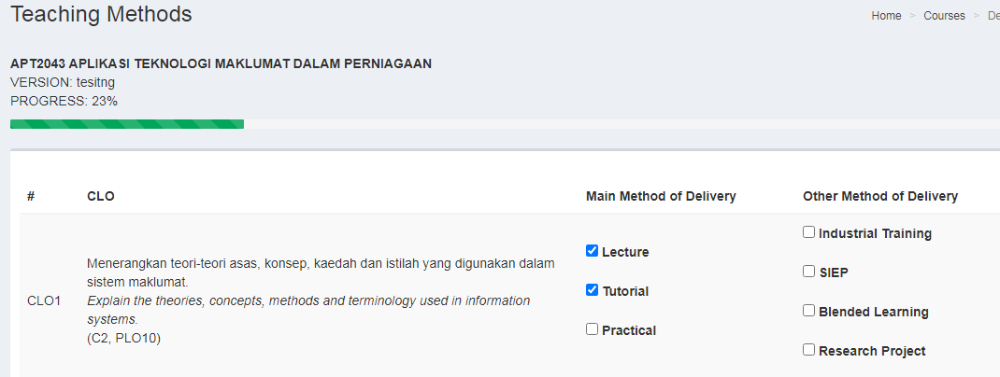 Teaching Methods
Home > Courses > De
APT2043 APLIKASI TEKNOLOGI MAKLUMAT DALAM PERNIAGAAN
VERSION: tesitng
PROGRESS: 23%
# CLO Main Method of Delivery Other Method of Delivery
CLO1
Menerangkan teori-teori asas, konsep, kaedah dan istilah yang digunakan dalam
sistem maklumat.
Explain the theories, concepts, methods and terminology used in information
systems.
(C2, PLO10)
Lecture
Tutorial
Practical
Industrial Training
SIEP
Blended Learning
Research Project